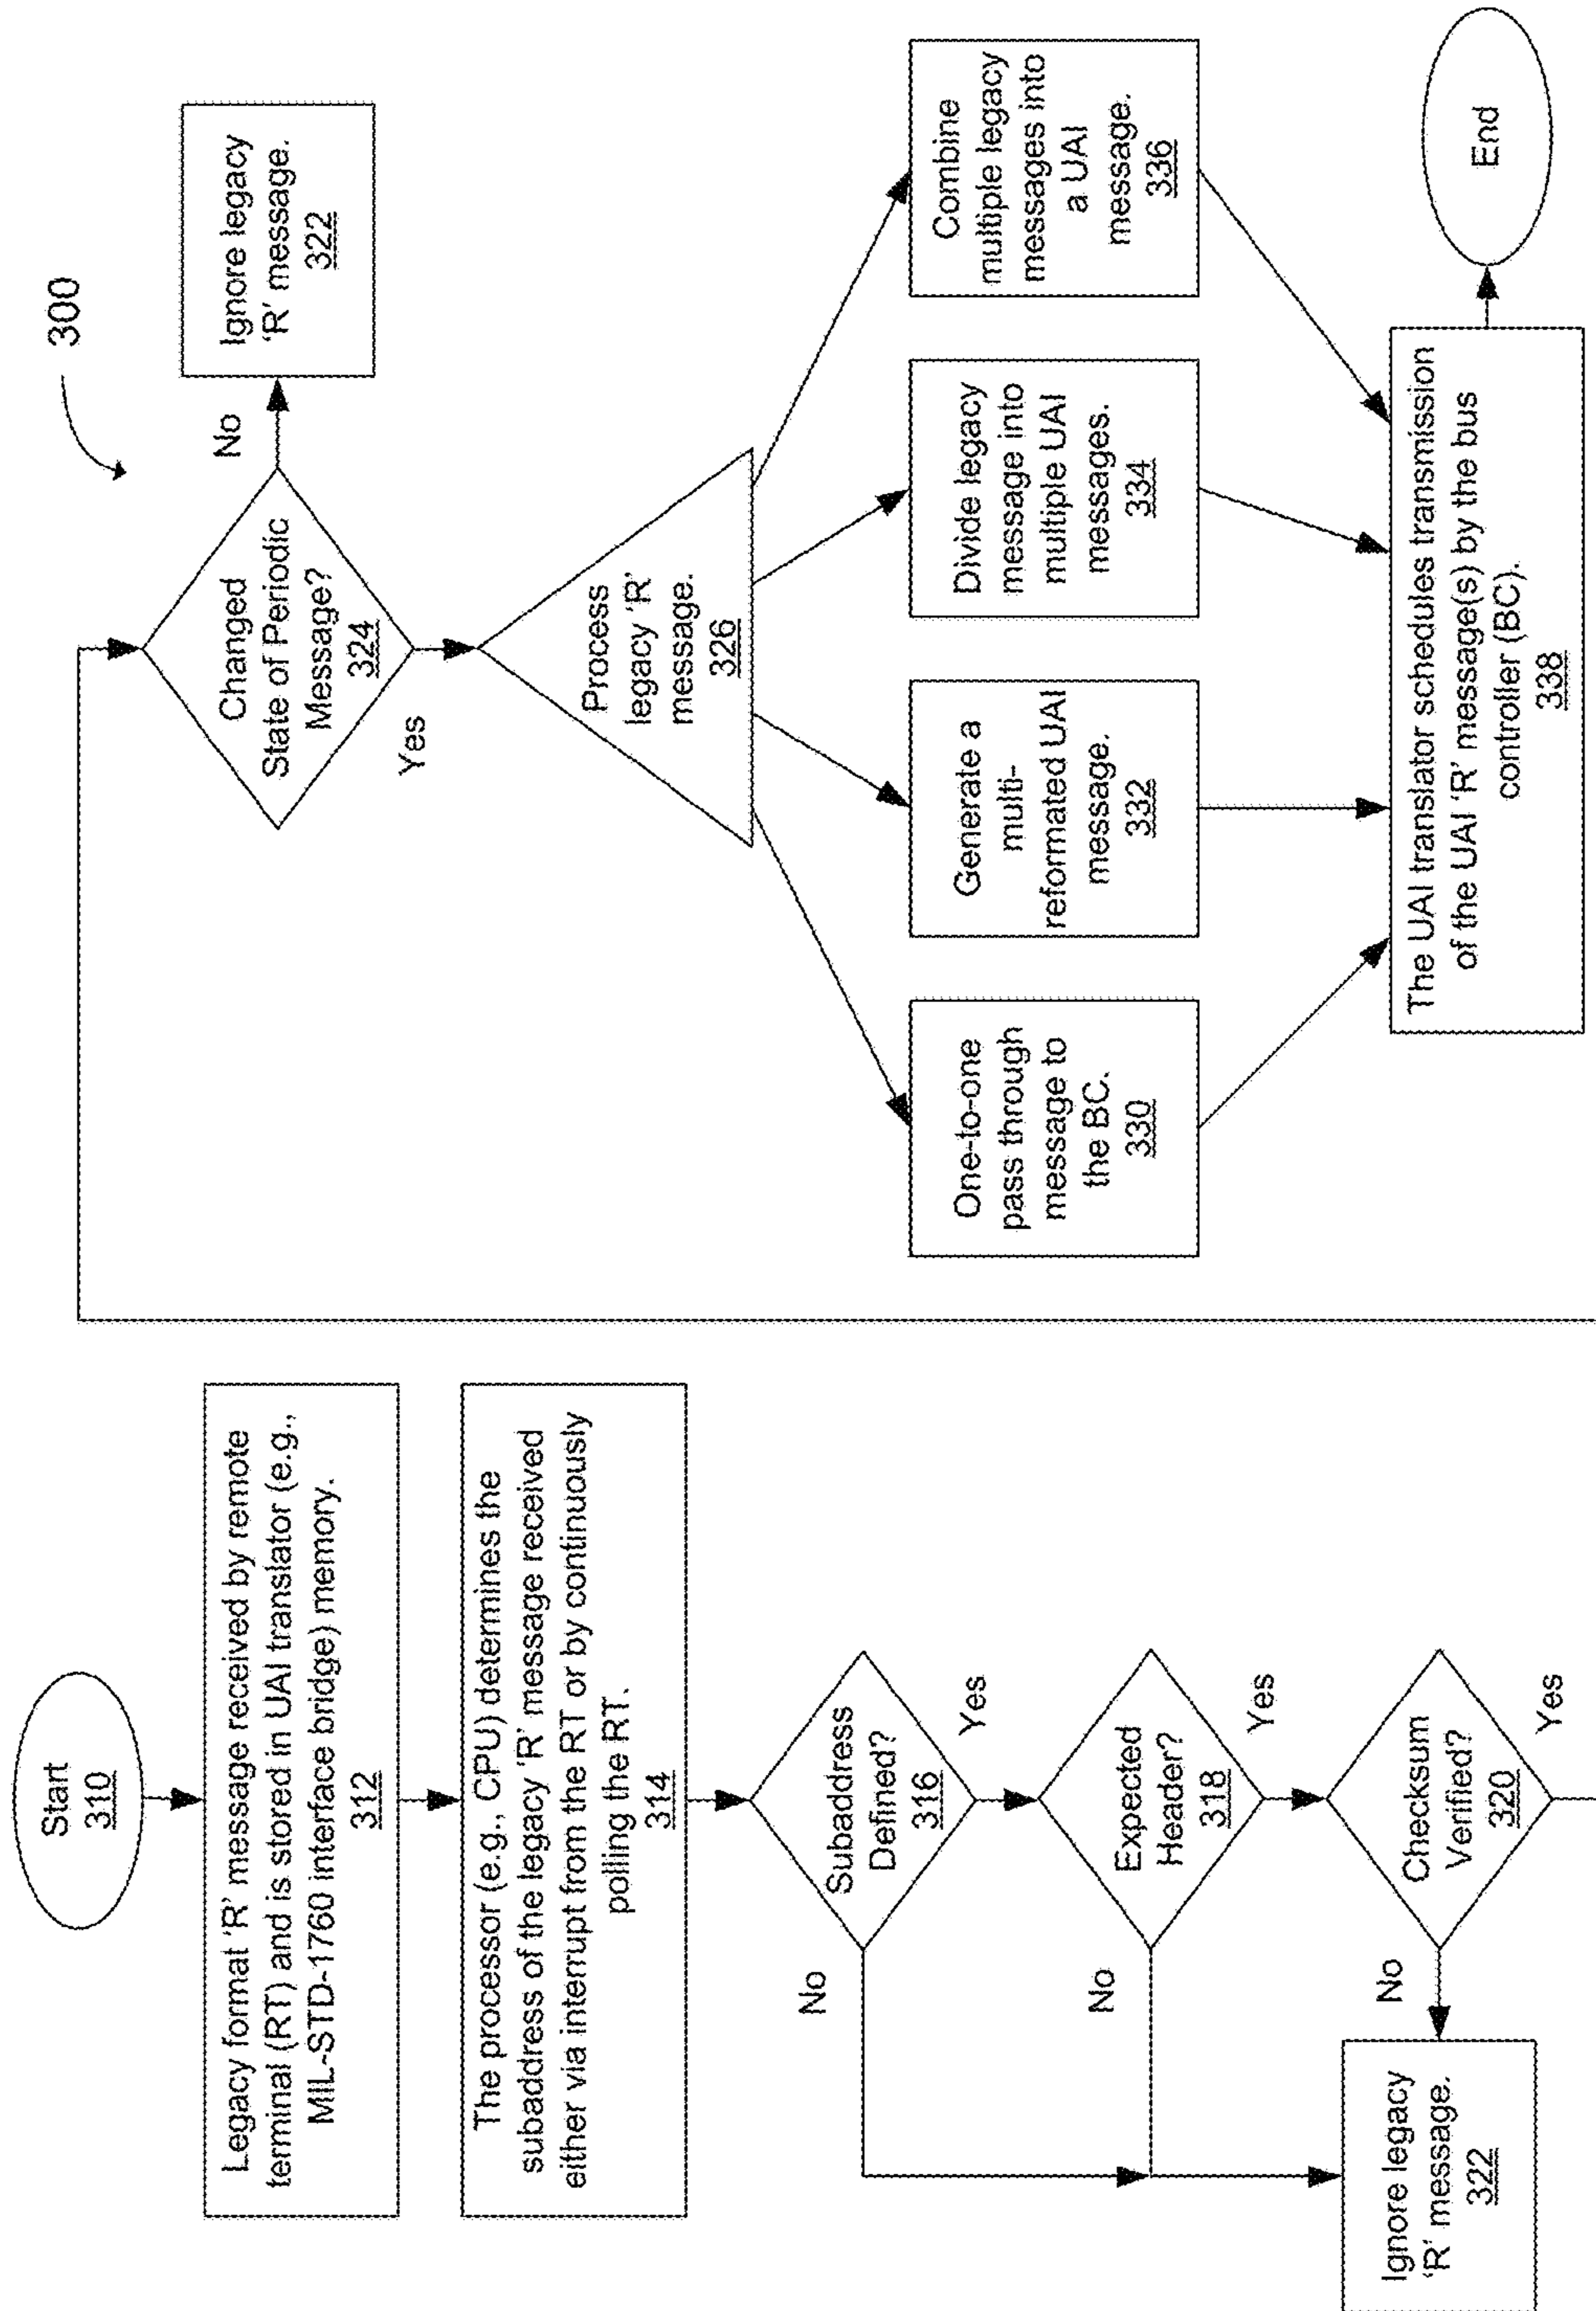 300
Start
310
Legacy format 'R' message received by remote
terminal (RT) and is stored in UAI translator (e.g.,
MIL-STD-1760 interface bridge) memory.
312
The processor (e.g., CPU) determines the
subaddress of the legacy 'R' message received
either via interrupt from the RT or by continuously
polling the RT.
314
Subaddress
Defined?
316
No
Yes
Expected
Header?
318
No
Yes
Checksum
Verified?
320
No
Yes
Ignore legacy
'R' message.
322
Changed
State of Periodic
Message?
324
No
Yes
Ignore legacy
'R' message.
322
Process
legacy 'R'
message.
326
One-to-one
pass through
message to
the BC.
330
Generate a
multi-
reformated UAI
message.
332
Divide legacy
message into
multiple UAI
messages.
334
Combine
multiple legacy
messages into
a UAI
message.
336
The UAI translator schedules transmission
of the UAI 'R' message(s) by the bus
controller (BC).
338
End